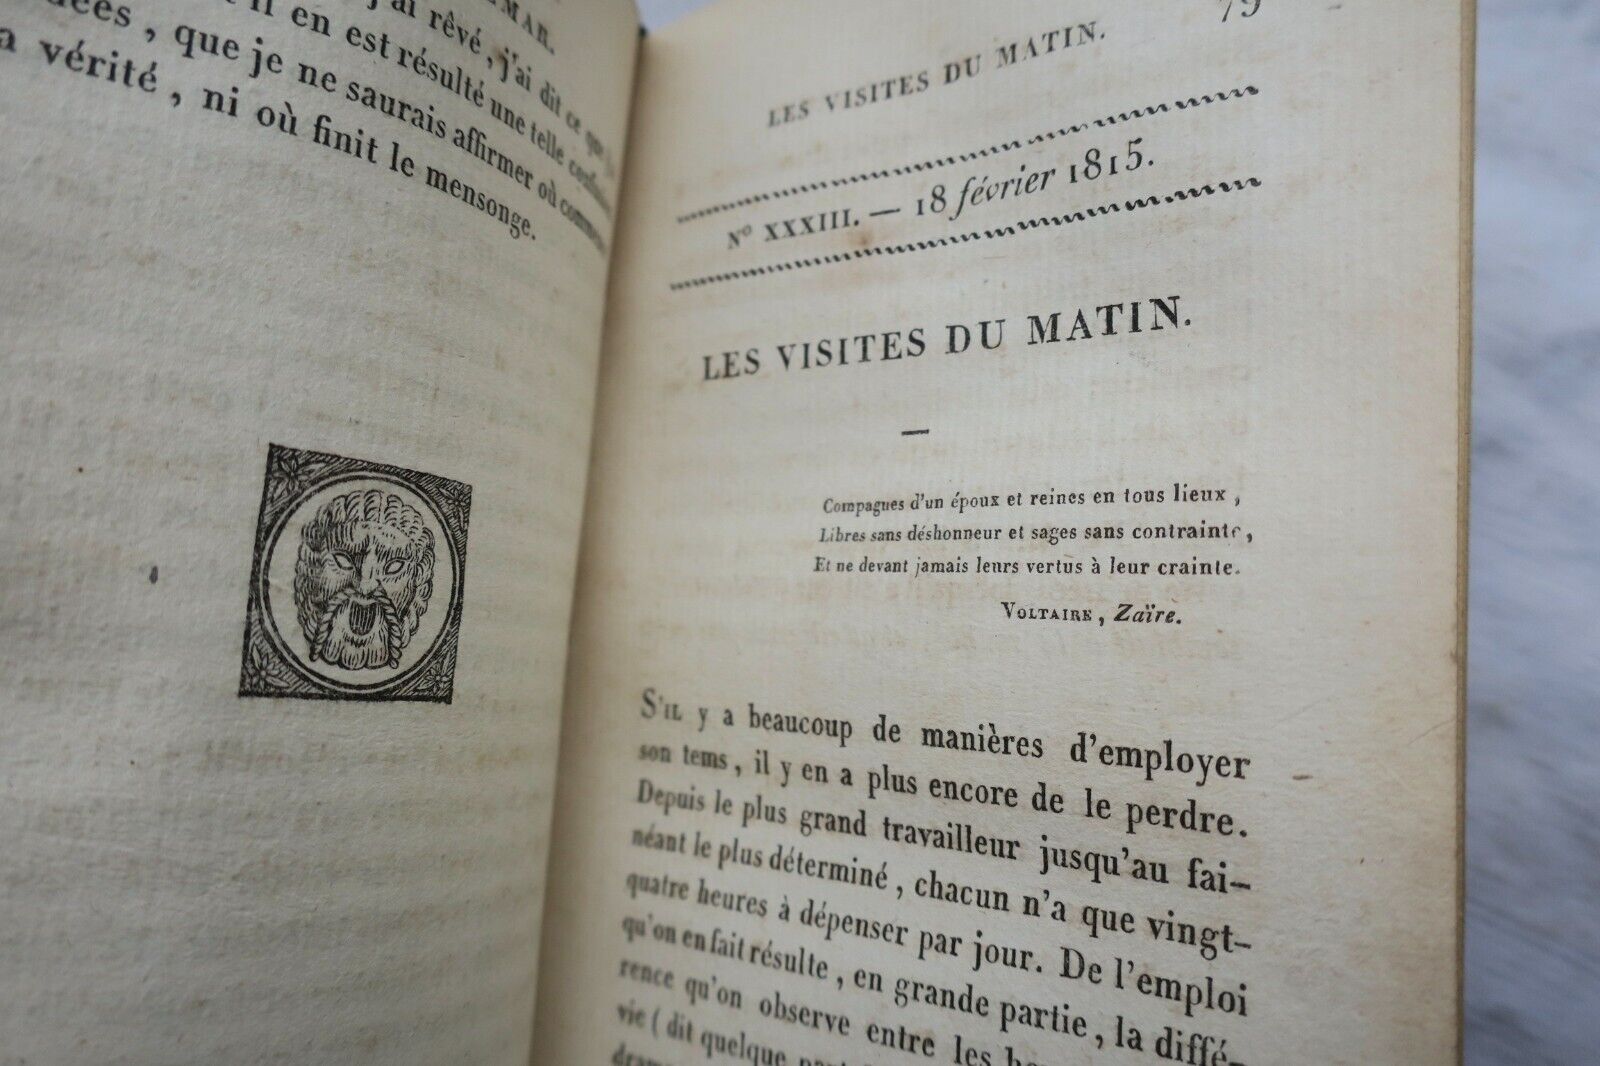 EMAR.
j'ai rêvé, j'ai dit ce que
il en est résulté une telle confusion
, que je ne saurais affirmer où commence
a vérité, ni où finit le mensonge.
LES VISITES DU MATIN. 79
N° XXXIII. — 18 février 1815.
LES VISITES DU MATIN.
—
Compagnes d'un époux et reines en tous lieux,
Libres sans déshonneur et sages sans contrainte,
Et ne devant jamais leurs vertus à leur crainte.
VOLTAIRE, Zaïre.
S'IL y a beaucoup de manières d'employer
son tems, il y en a plus encore de le perdre.
Depuis le plus grand travailleur jusqu'au fai-
néant le plus déterminé, chacun n'a que vingt-
quatre heures à dépenser par jour. De l'emploi
qu'on en fait résulte, en grande partie, la diffé-
rence qu'on observe entre les
vie (dit quelque